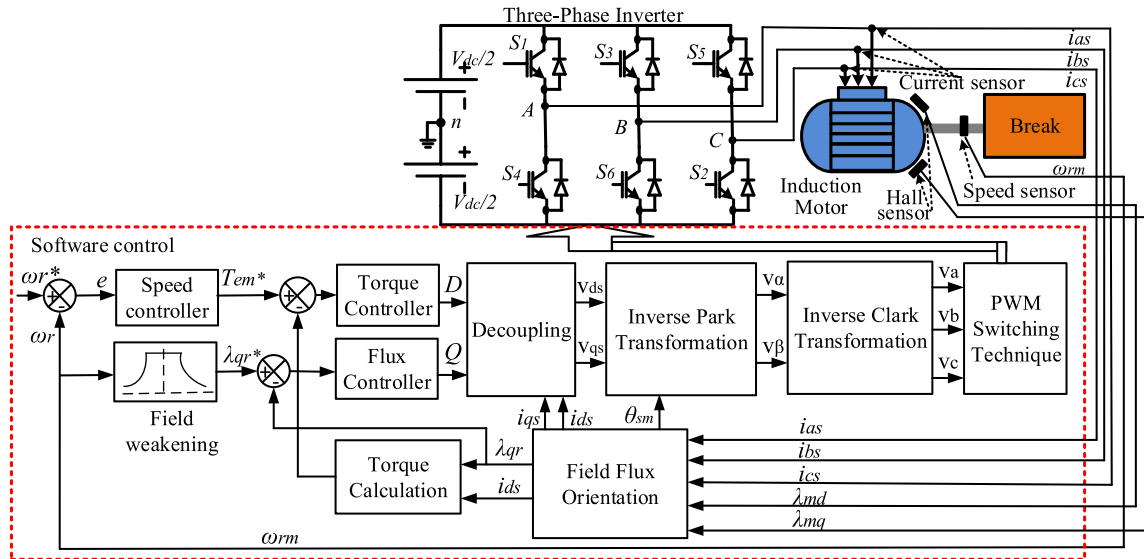 Three-Phase Inverter
Vdc/2
S1
S3
S5
ias
ibs
Current sensor
ics
n
A
B
C
Break
Vdc/2
S4
S6
S2
Induction
Motor
Hall
sensor
Speed sensor
ωrm
Software control
ωr*
e
Speed
controller
Tem*
Torque
Controller
D
Decoupling
Vds
Vqs
Inverse Park
Transformation
Vα
Vβ
Inverse Clark
Transformation
Va
Vb
Vc
PWM
Switching
Technique
ωr
λqr*
Flux
Controller
Q
Field
weakening
iqs
ids
θsm
Torque
Calculation
λqr
ids
Field Flux
Orientation
ias
ibs
ics
λmd
λmq
ωrm